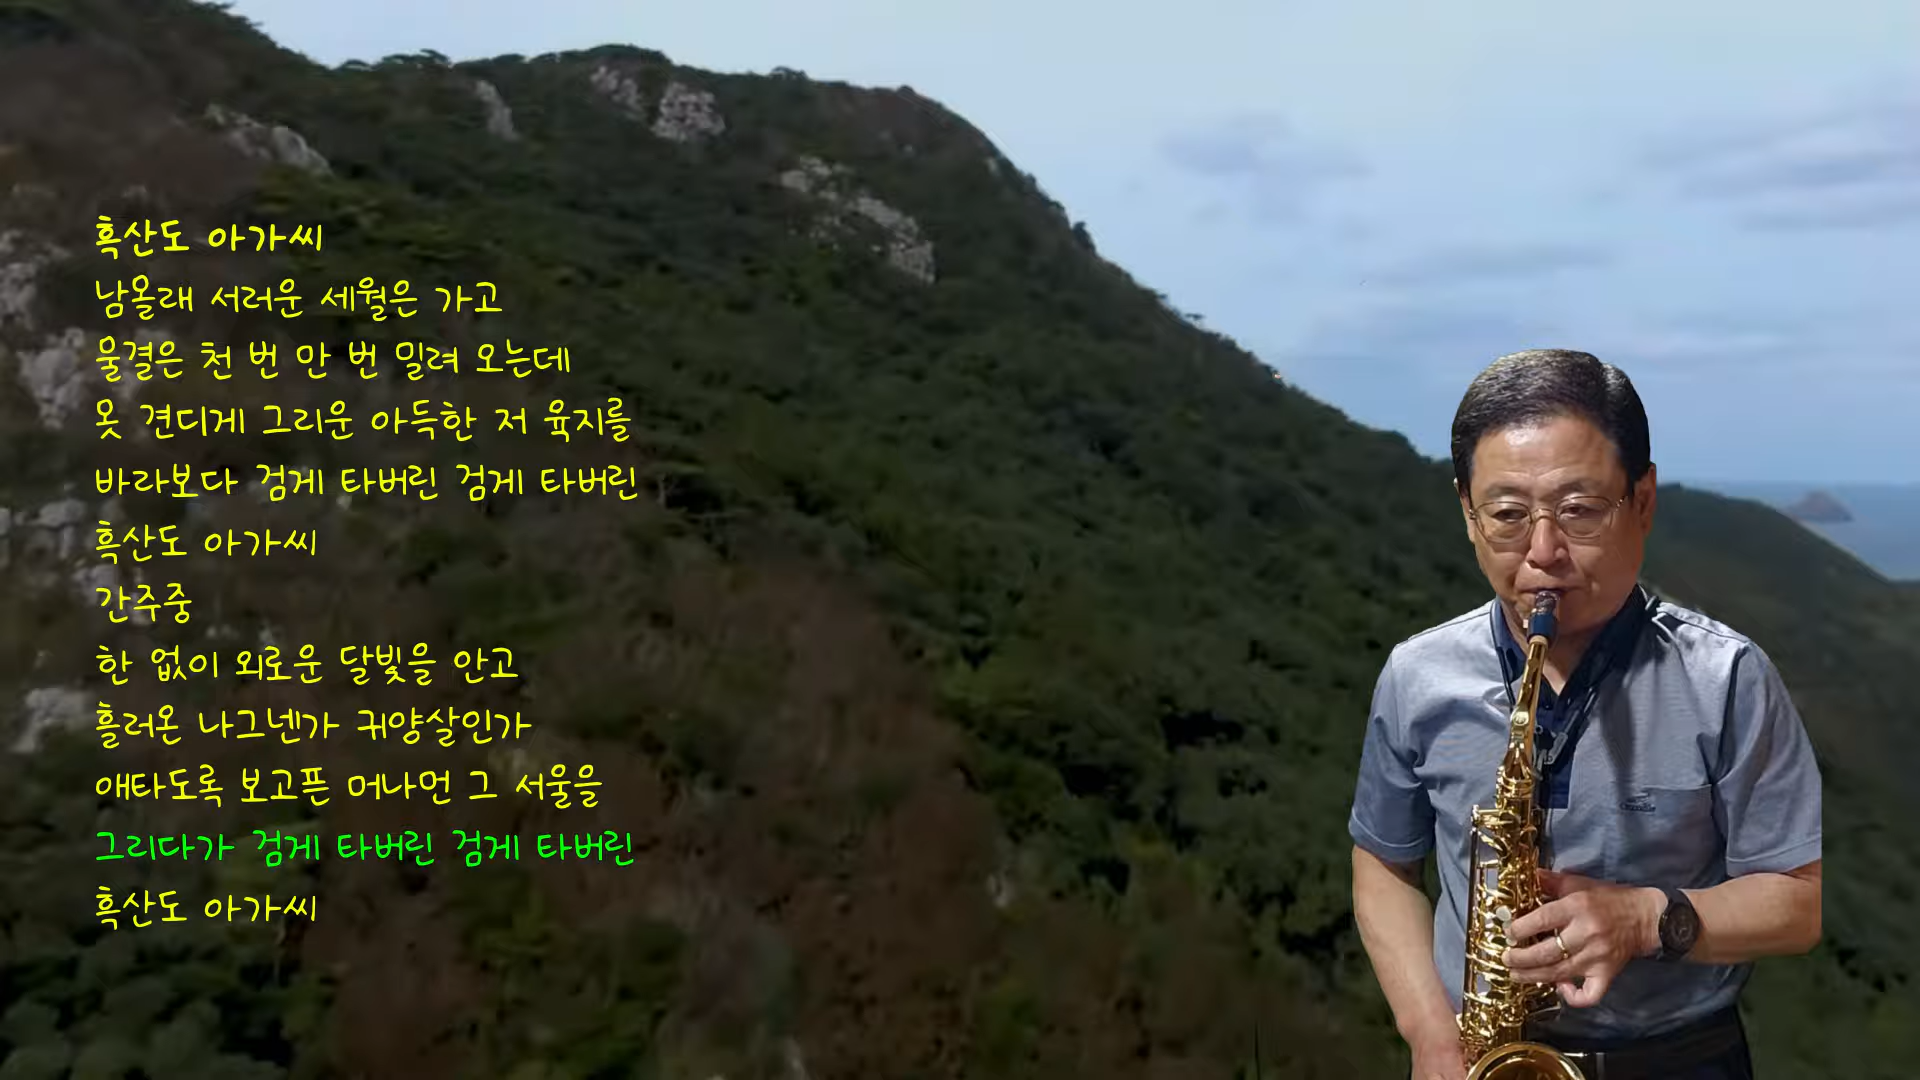 흑산도 아가씨
남몰래 서러운 세월은 가고
물결은 천 번 만 번 밀려 오는데
못 견디게 그리운 아득한 저 육지를
바라보다 검게 타버린 검게 타버린
흑산도 아가씨
간주중
한 없이 외로운 달빛을 안고
흘러온 나그넨가 귀양살인가
애타도록 보고픈 머나먼 그 서울을
그리다가 검게 타버린 검게 타버린
흑산도 아가씨